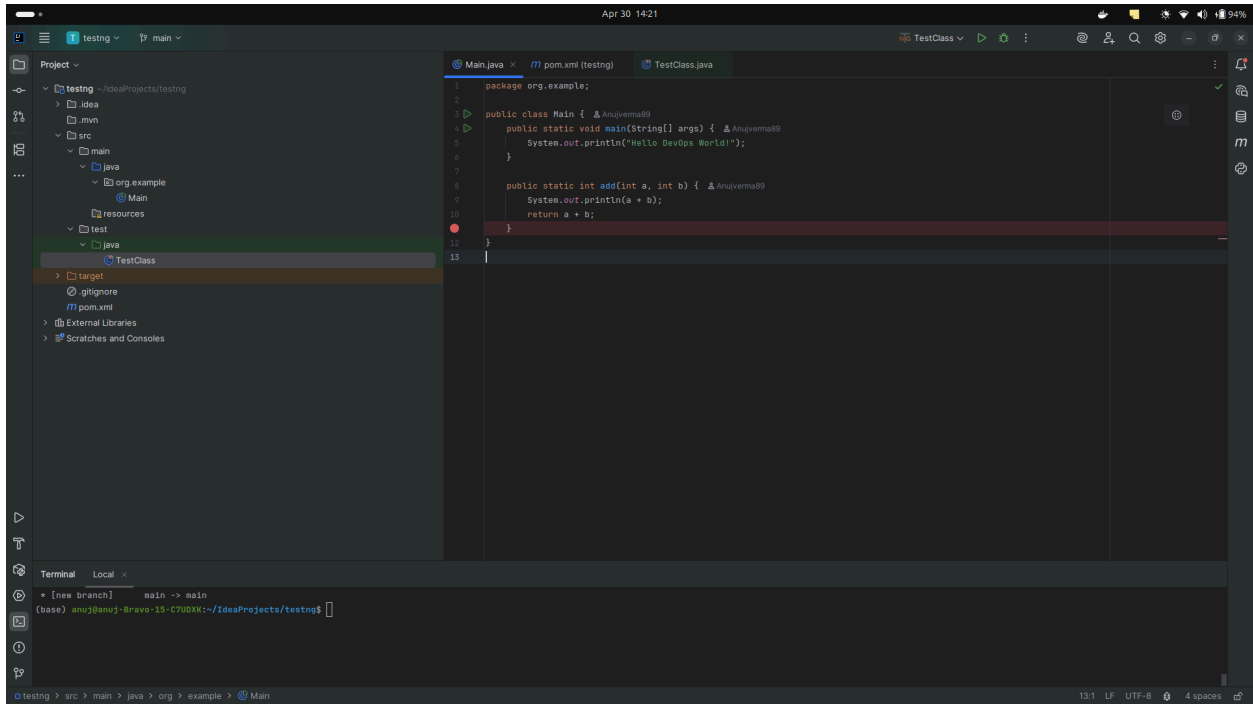 Apr 30 14:21
94%
T testng
main
TestClass
Project
Main.java
m pom.xml (testng)
TestClass.java
testng ~/IdeaProjects/testng
.idea
.mvn
src
main
java
org.example
Main
resources
test
java
TestClass
target
.gitignore
m pom.xml
External Libraries
Scratches and Consoles
1 package org.example;
2
3 public class Main { Anujverma89
4 public static void main(String[] args) { Anujverma89
5 System.out.println("Hello DevOps World!");
6 }
7
8 public static int add(int a, int b) { Anujverma89
9 System.out.println(a + b);
10 return a + b;
}
12 }
13
m
Terminal Local
* [new branch] main -> main
(base) anuj@anuj-Bravo-15-C7UDXK:~/IdeaProjects/testng$
testng > src > main > java > org > example > Main
13:1 LF UTF-8 4 spaces